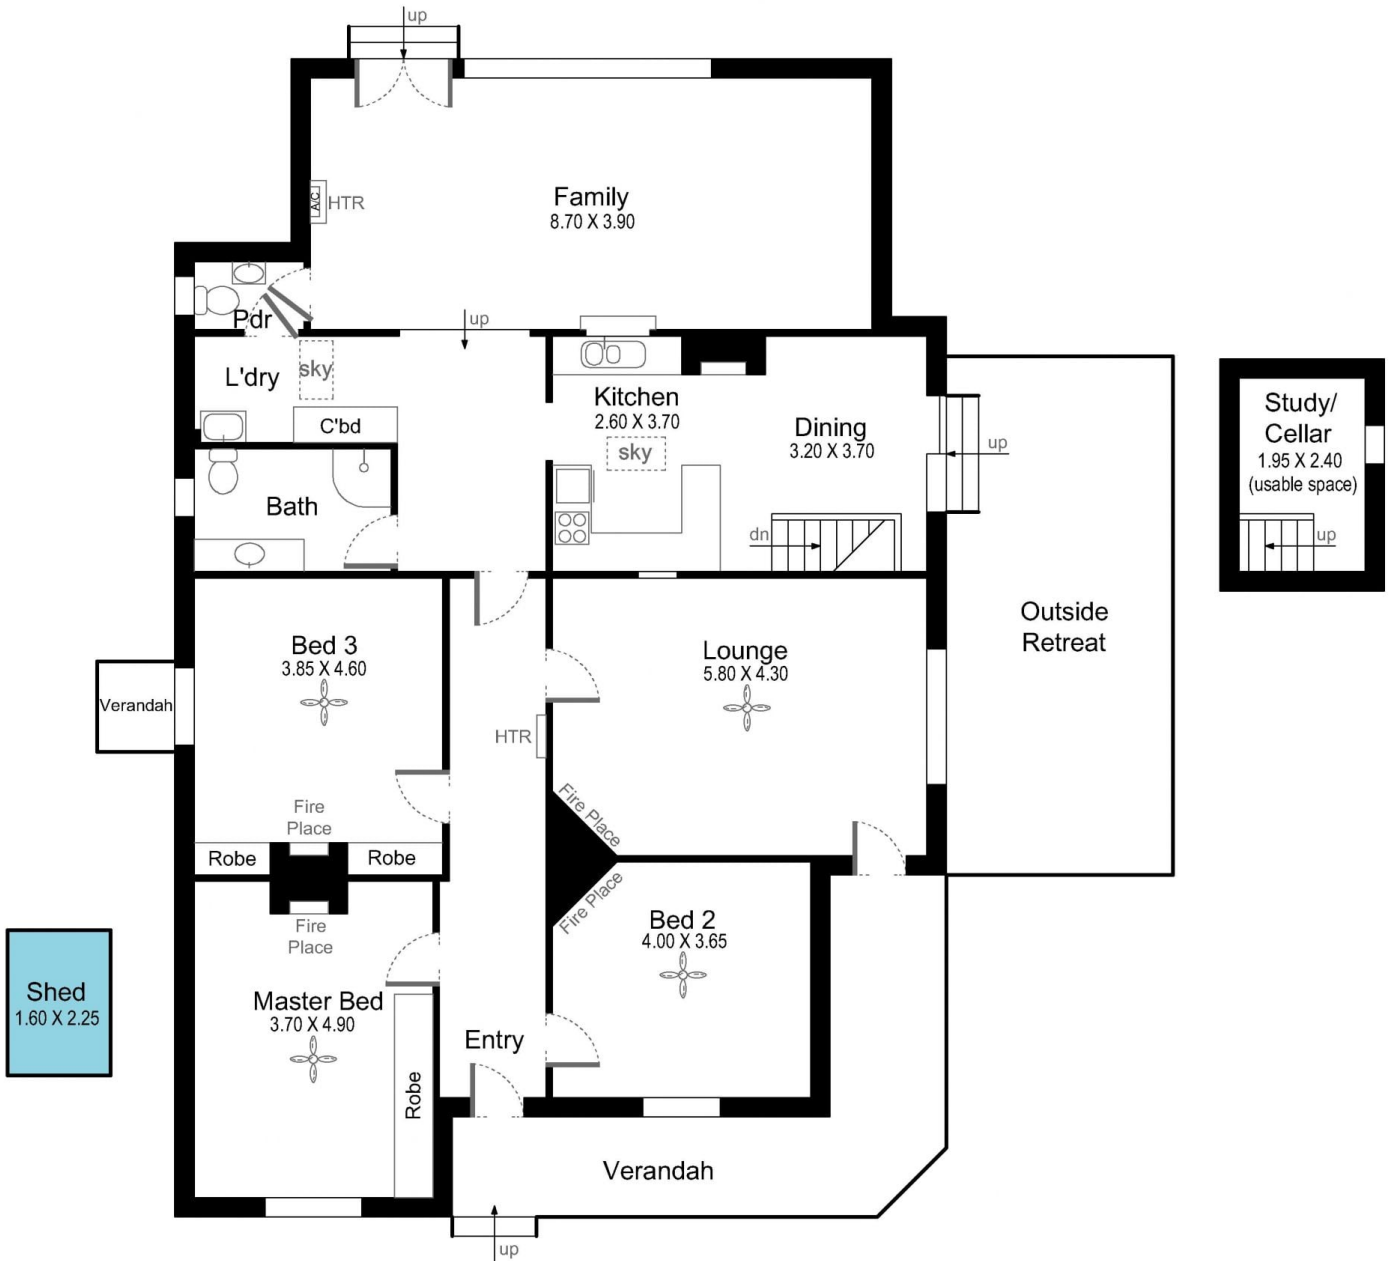 up
Family
8.70 X 3.90
A/C
HTR
up
Pdr
L'dry
sky
C'bd
Kitchen
2.60 X 3.70
sky
Dining
3.20 X 3.70
up
dn
Study/
Cellar
1.95 X 2.40
(usable space)
up
Bath
Outside
Retreat
Bed 3
3.85 X 4.60
Lounge
5.80 X 4.30
Verandah
HTR
Fire
Place
Robe
Robe
Fire Place
Fire Place
Fire
Place
Bed 2
4.00 X 3.65
Shed
1.60 X 2.25
Master Bed
3.70 X 4.90
Entry
Robe
Verandah
up